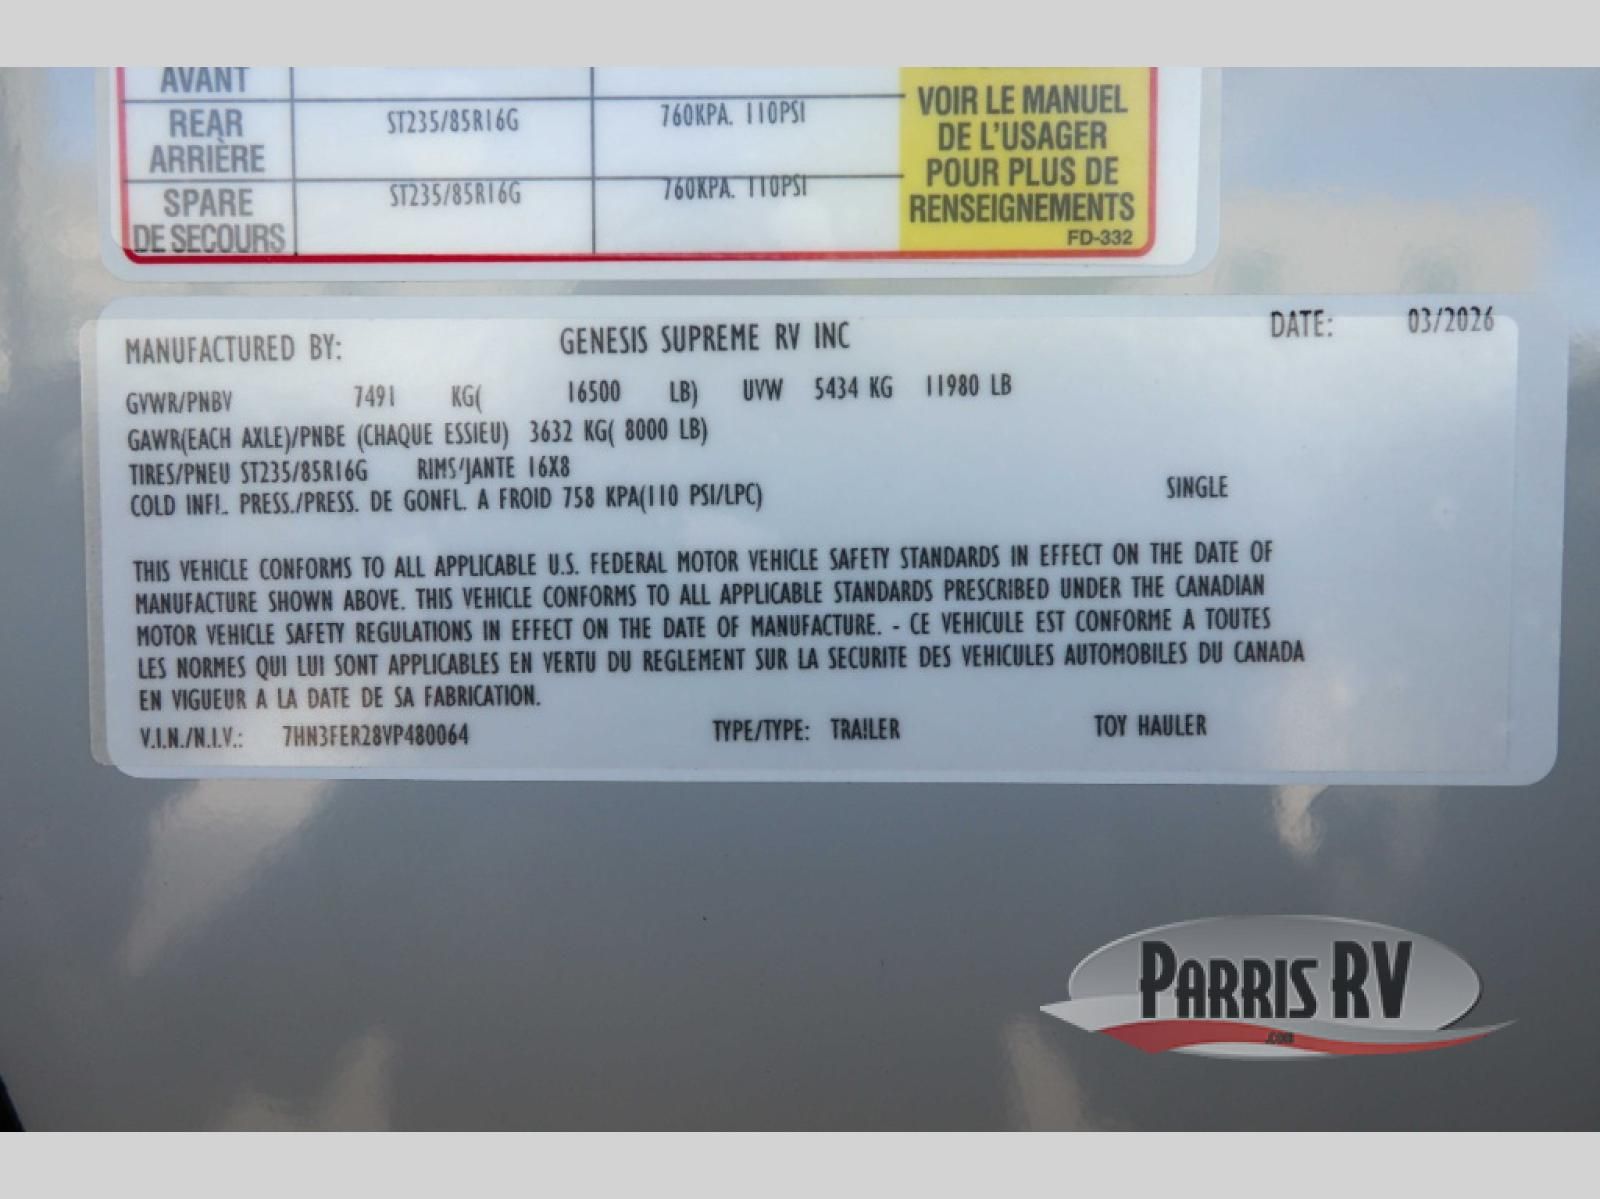 AVANT
REAR ST235/85R16G 760KPA. 110PSI
ARRIÈRE
SPARE ST235/85R16G 760KPA. 110PSI
DE SECOURS
VOIR LE MANUEL
DE L'USAGER
POUR PLUS DE
RENSEIGNEMENTS
FD-332
MANUFACTURED BY: GENESIS SUPREME RV INC DATE: 03/2026
GVWR/PNBV 7491 KG( 16500 LB) UVW 5434 KG 11980 LB
GAWR(EACH AXLE)/PNBE (CHAQUE ESSIEU) 3632 KG( 8000 LB)
TIRES/PNEU ST235/85R16G RIMS'JANTE 16X8
COLD INFL. PRESS./PRESS. DE GONFL. A FROID 758 KPA(110 PSI/LPC) SINGLE
THIS VEHICLE CONFORMS TO ALL APPLICABLE U.S. FEDERAL MOTOR VEHICLE SAFETY STANDARDS IN EFFECT ON THE DATE OF
MANUFACTURE SHOWN ABOVE. THIS VEHICLE CONFORMS TO ALL APPLICABLE STANDARDS PRESCRIBED UNDER THE CANADIAN
MOTOR VEHICLE SAFETY REGULATIONS IN EFFECT ON THE DATE OF MANUFACTURE. - CE VEHICULE EST CONFORME A TOUTES
LES NORMES QUI LUI SONT APPLICABLES EN VERTU DU REGLEMENT SUR LA SECURITE DES VEHICULES AUTOMOBILES DU CANADA
EN VIGUEUR A LA DATE DE SA FABRICATION.
V.I.N./N.I.V.: 7HN3FER28VP480064 TYPE/TYPE: TRAILER TOY HAULER
PARRIS RV
.COM